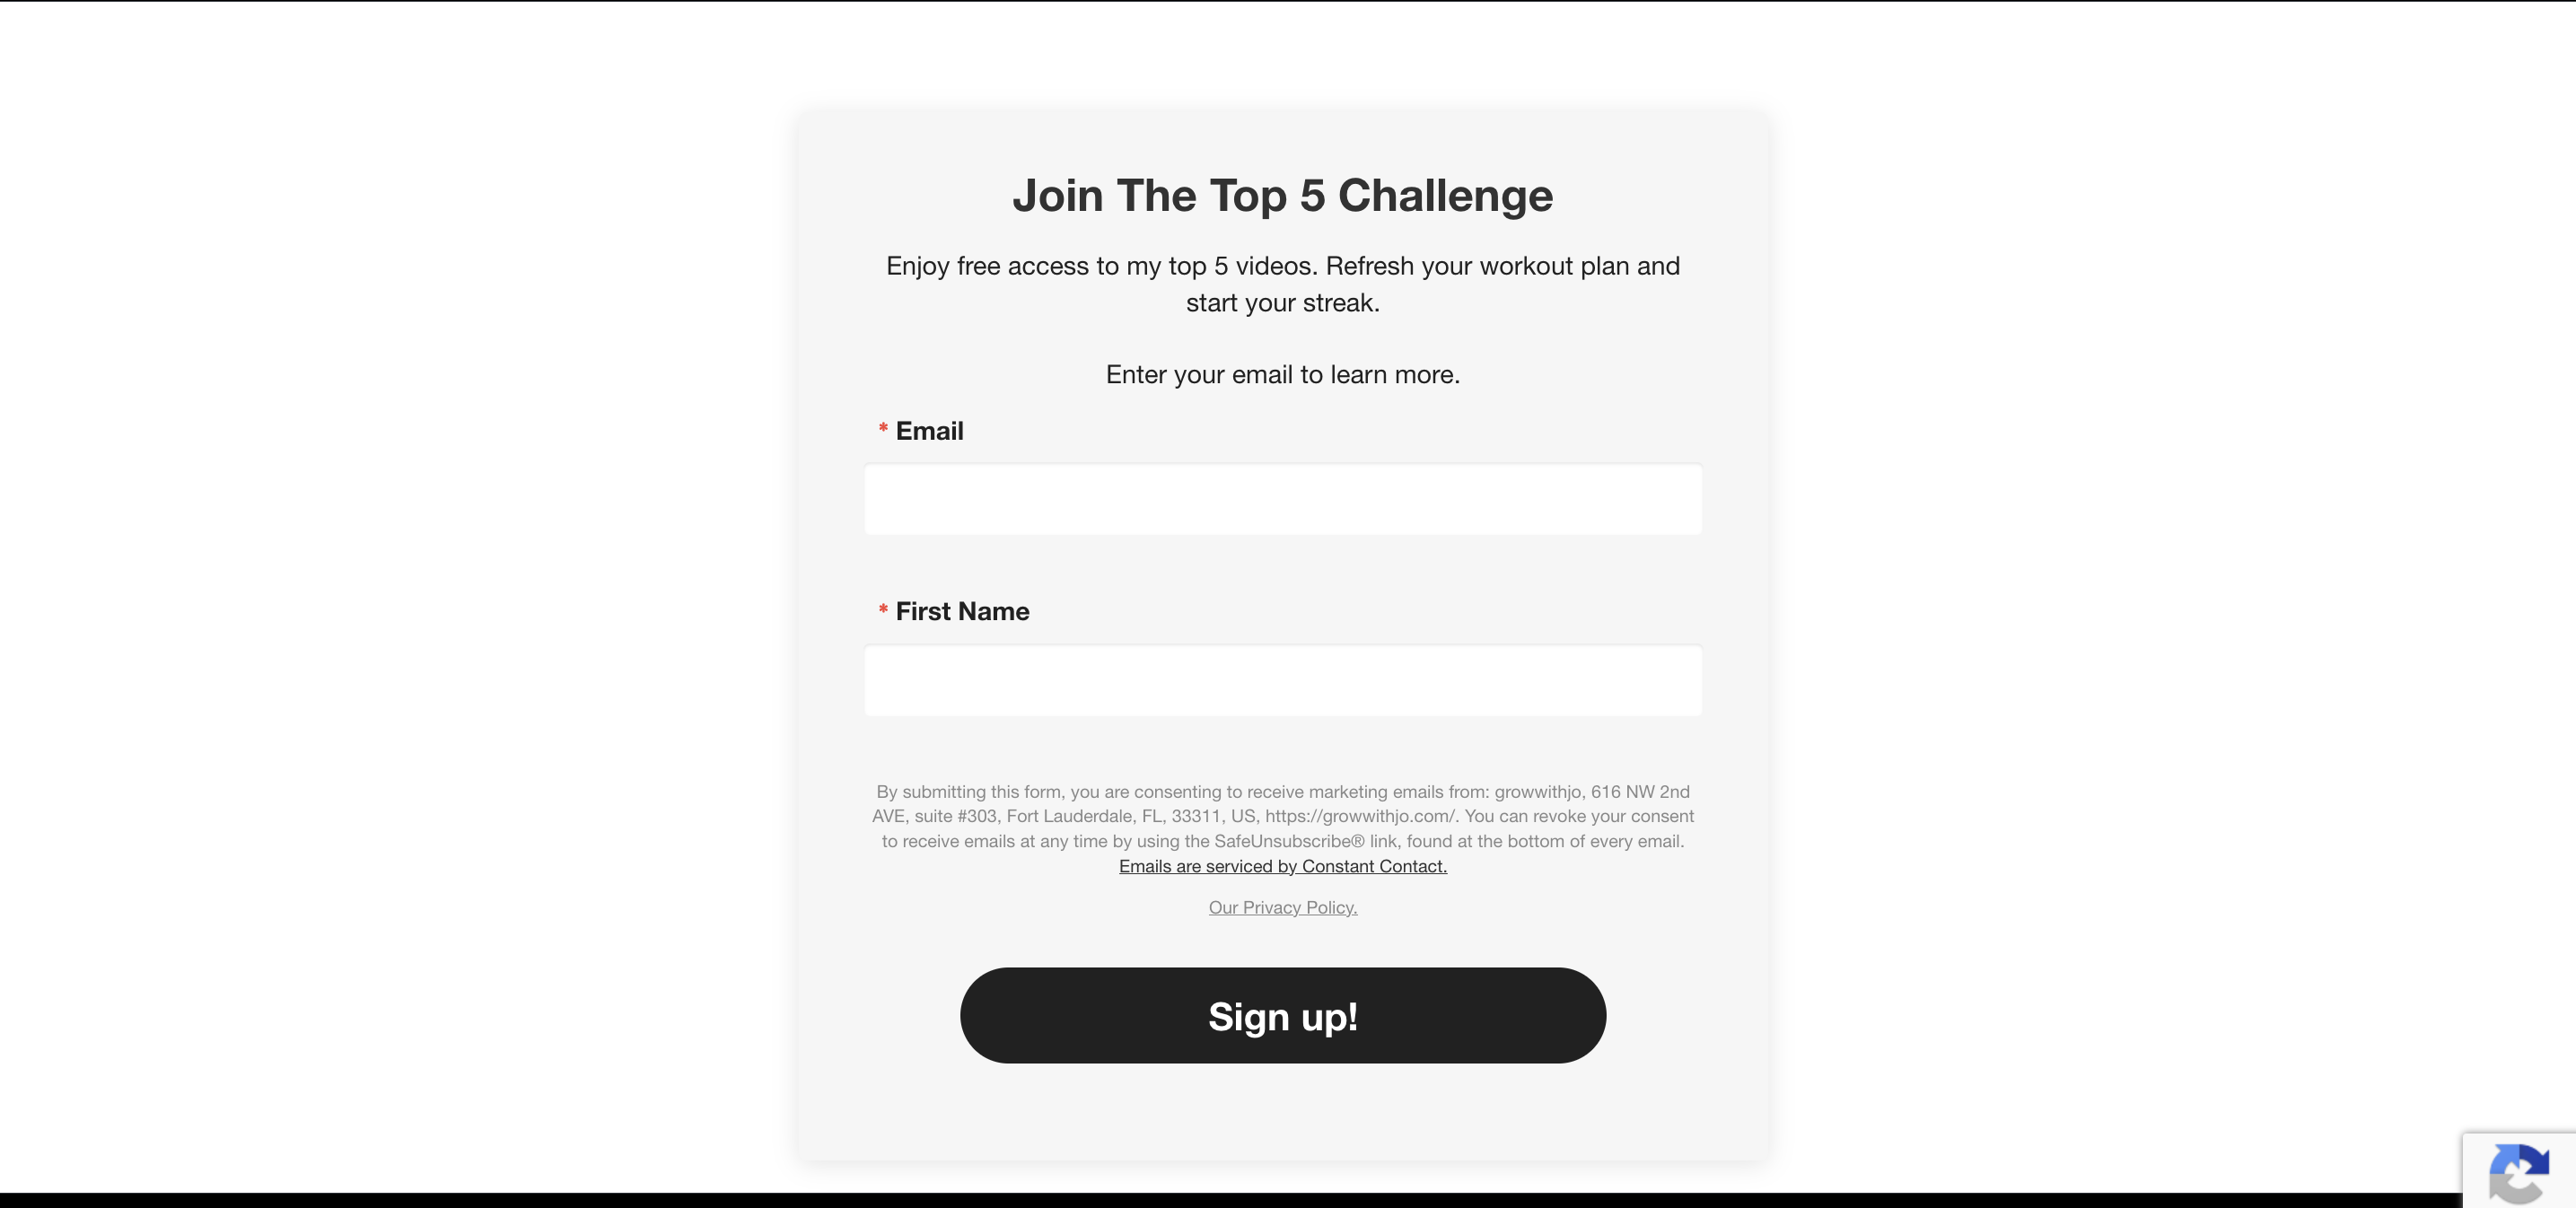 Join The Top 5 Challenge
Enjoy free access to my top 5 videos. Refresh your workout plan and
start your streak.
Enter your email to learn more.
* Email
* First Name
By submitting this form, you are consenting to receive marketing emails from: growwithjo, 616 NW 2nd
AVE, suite #303, Fort Lauderdale, FL, 33311, US, https://growwithjo.com/. You can revoke your consent
to receive emails at any time by using the SafeUnsubscribe® link, found at the bottom of every email.
Emails are serviced by Constant Contact.
Our Privacy Policy.
Sign up!